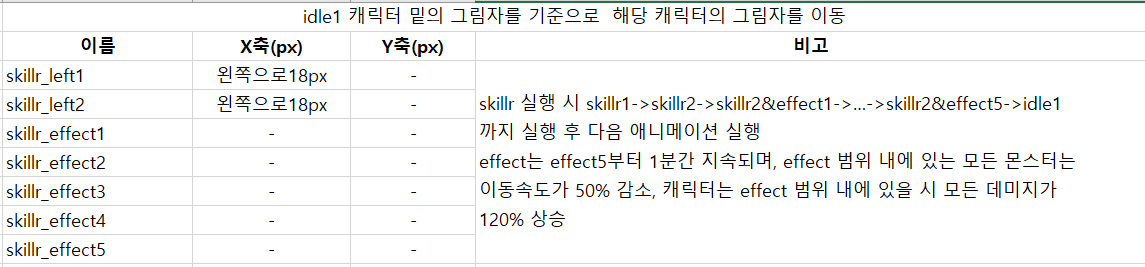 idle1 캐릭터 밑의 그림자를 기준으로 해당 캐릭터의 그림자를 이동
이름 X축(px) Y축(px) 비고
skillr_left1 왼쪽으로18px -
skillr_left2 왼쪽으로18px -
skillr_effect1 - -
skillr_effect2 - -
skillr_effect3 - -
skillr_effect4 - -
skillr_effect5 - -
skillr 실행 시 skillr1->skillr2->skillr2&effect1->...->skillr2&effect5->idle1
까지 실행 후 다음 애니메이션 실행
effect는 effect5부터 1분간 지속되며, effect 범위 내에 있는 모든 몬스터는
이동속도가 50% 감소, 캐릭터는 effect 범위 내에 있을 시 모든 데미지가
120% 상승